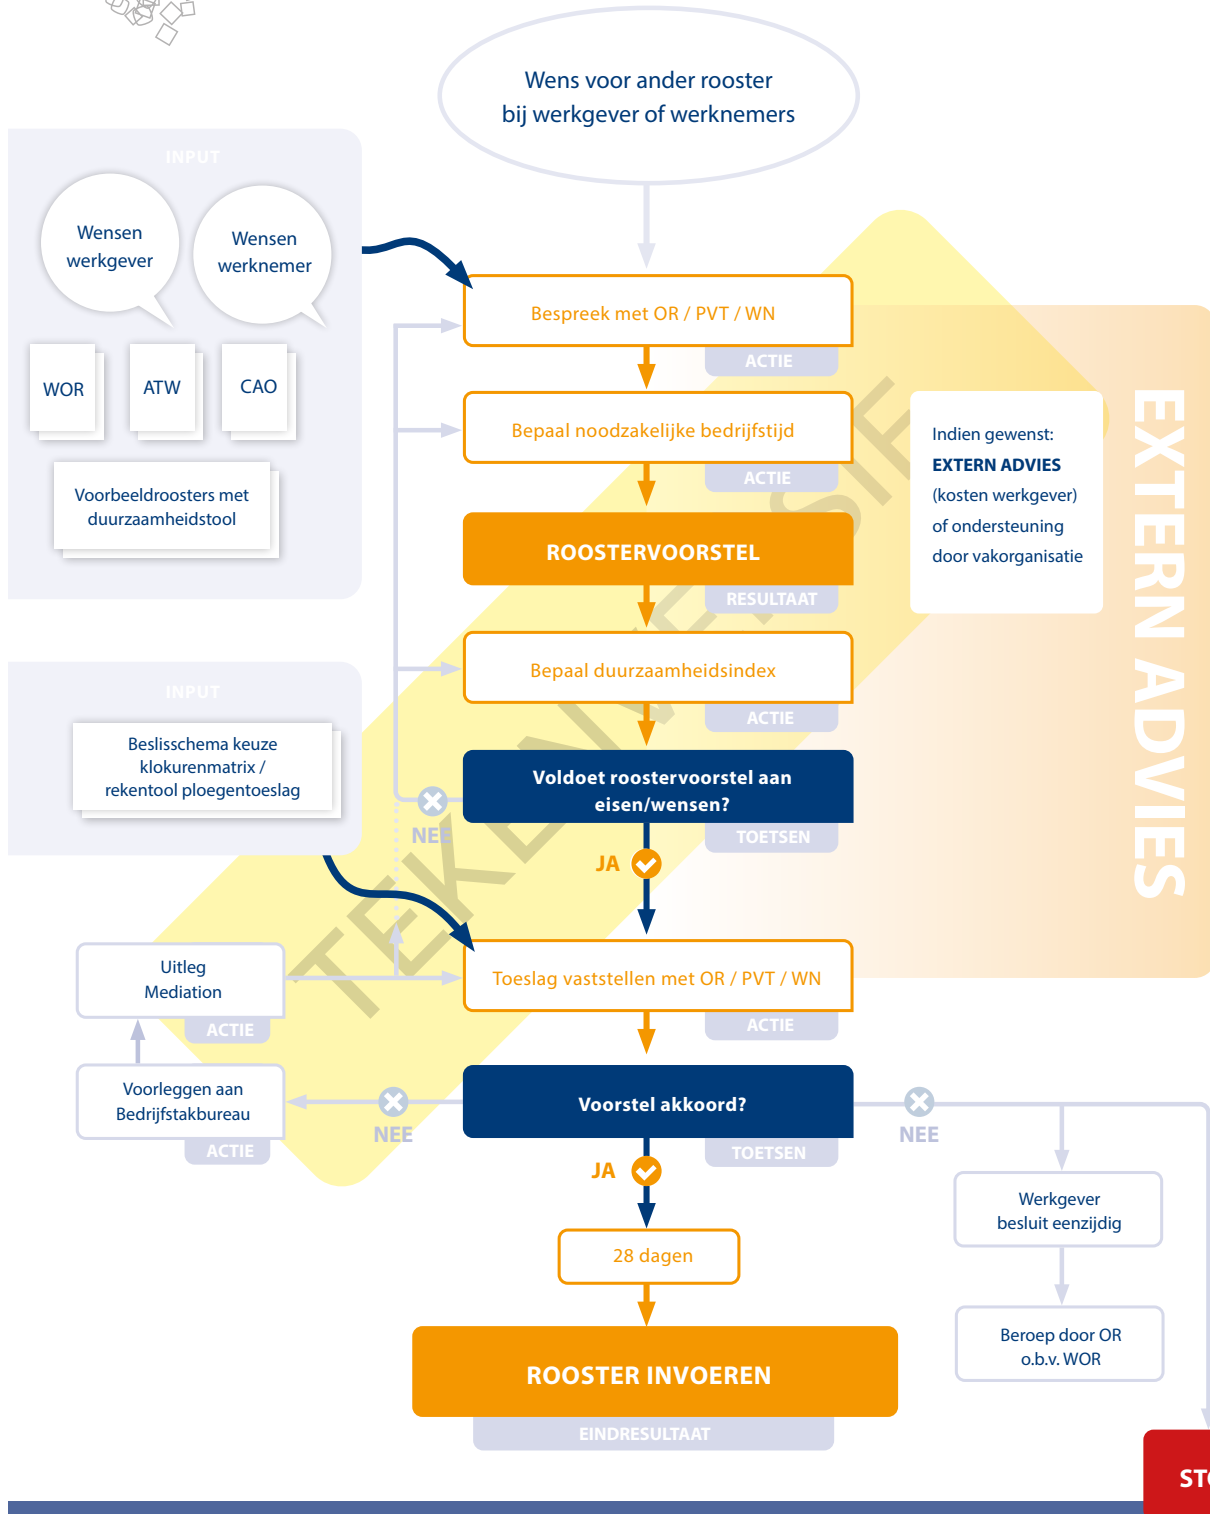 Wens voor ander rooster
bij werkgever of werknemers
INPUT
Wensen
werkgever
Wensen
werknemer
WOR
ATW
CAO
Voorbeeldroosters met
duurzaamheidstool
Bespreek met OR / PVT / WN
ACTIE
Bepaal noodzakelijke bedrijfstijd
ACTIE
ROOSTERVOORSTEL
RESULTAAT
Bepaal duurzaamheidsindex
ACTIE
Indien gewenst:
EXTERN ADVIES
(kosten werkgever)
of ondersteuning
door vakorganisatie
EXTERN ADVIES
INPUT
Beslisschema keuze
klokurenmatrix /
rekentool ploegentoeslag
Voldoet roostervoorstel aan
eisen/wensen?
TOETSEN
NEE
JA
Toeslag vaststellen met OR / PVT / WN
ACTIE
Uitleg
Mediation
ACTIE
Voorleggen aan
Bedrijfstakbureau
ACTIE
NEE
Voorstel akkoord?
TOETSEN
NEE
JA
Werkgever
besluit eenzijdig
28 dagen
Beroep door OR
o.b.v. WOR
ROOSTER INVOEREN
EINDRESULTAAT